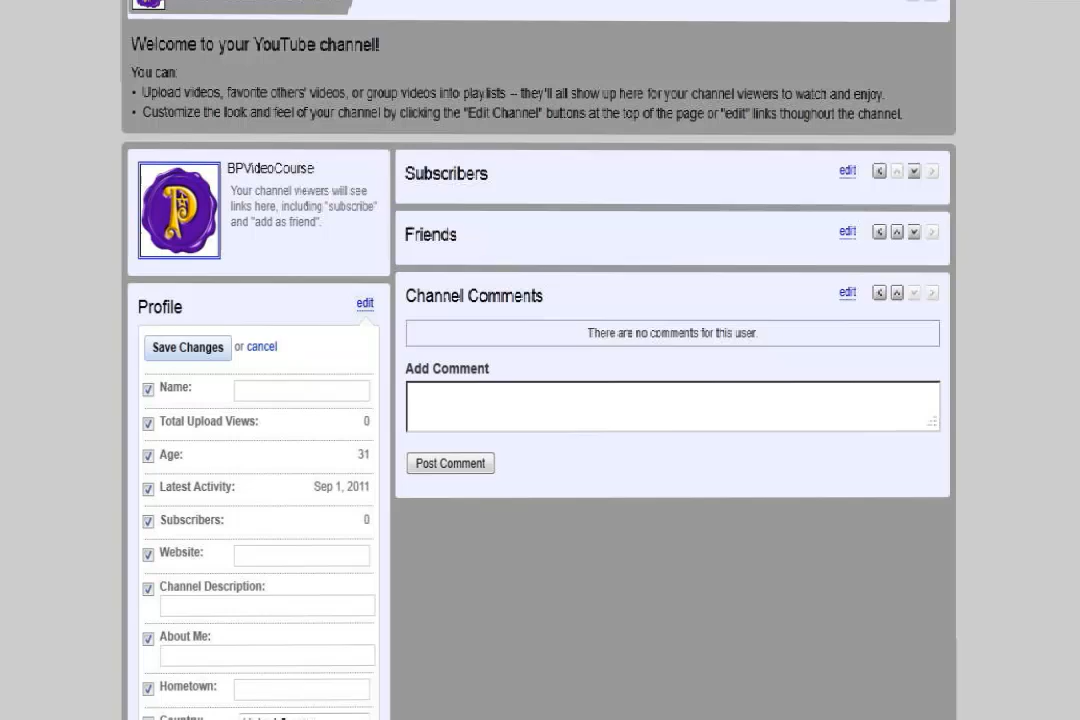 Welcome to your YouTube channel!
You can:
• Upload videos, favorite others' videos, or group videos into playlists – they'll all show up here for your channel viewers to watch and enjoy.
• Customize the look and feel of your channel by clicking the "Edit Channel" buttons at the top of the page or "edit" links thoughout the channel.
BPVideoCourse
Your channel viewers will see
links here, including "subscribe"
and "add as friend".
Profile edit
Save Changes or cancel
Name:
Total Upload Views: 0
Age: 31
Latest Activity: Sep 1, 2011
Subscribers: 0
Website:
Channel Description:
About Me:
Hometown:
Country:
Subscribers edit
Friends edit
Channel Comments edit
There are no comments for this user.
Add Comment
Post Comment